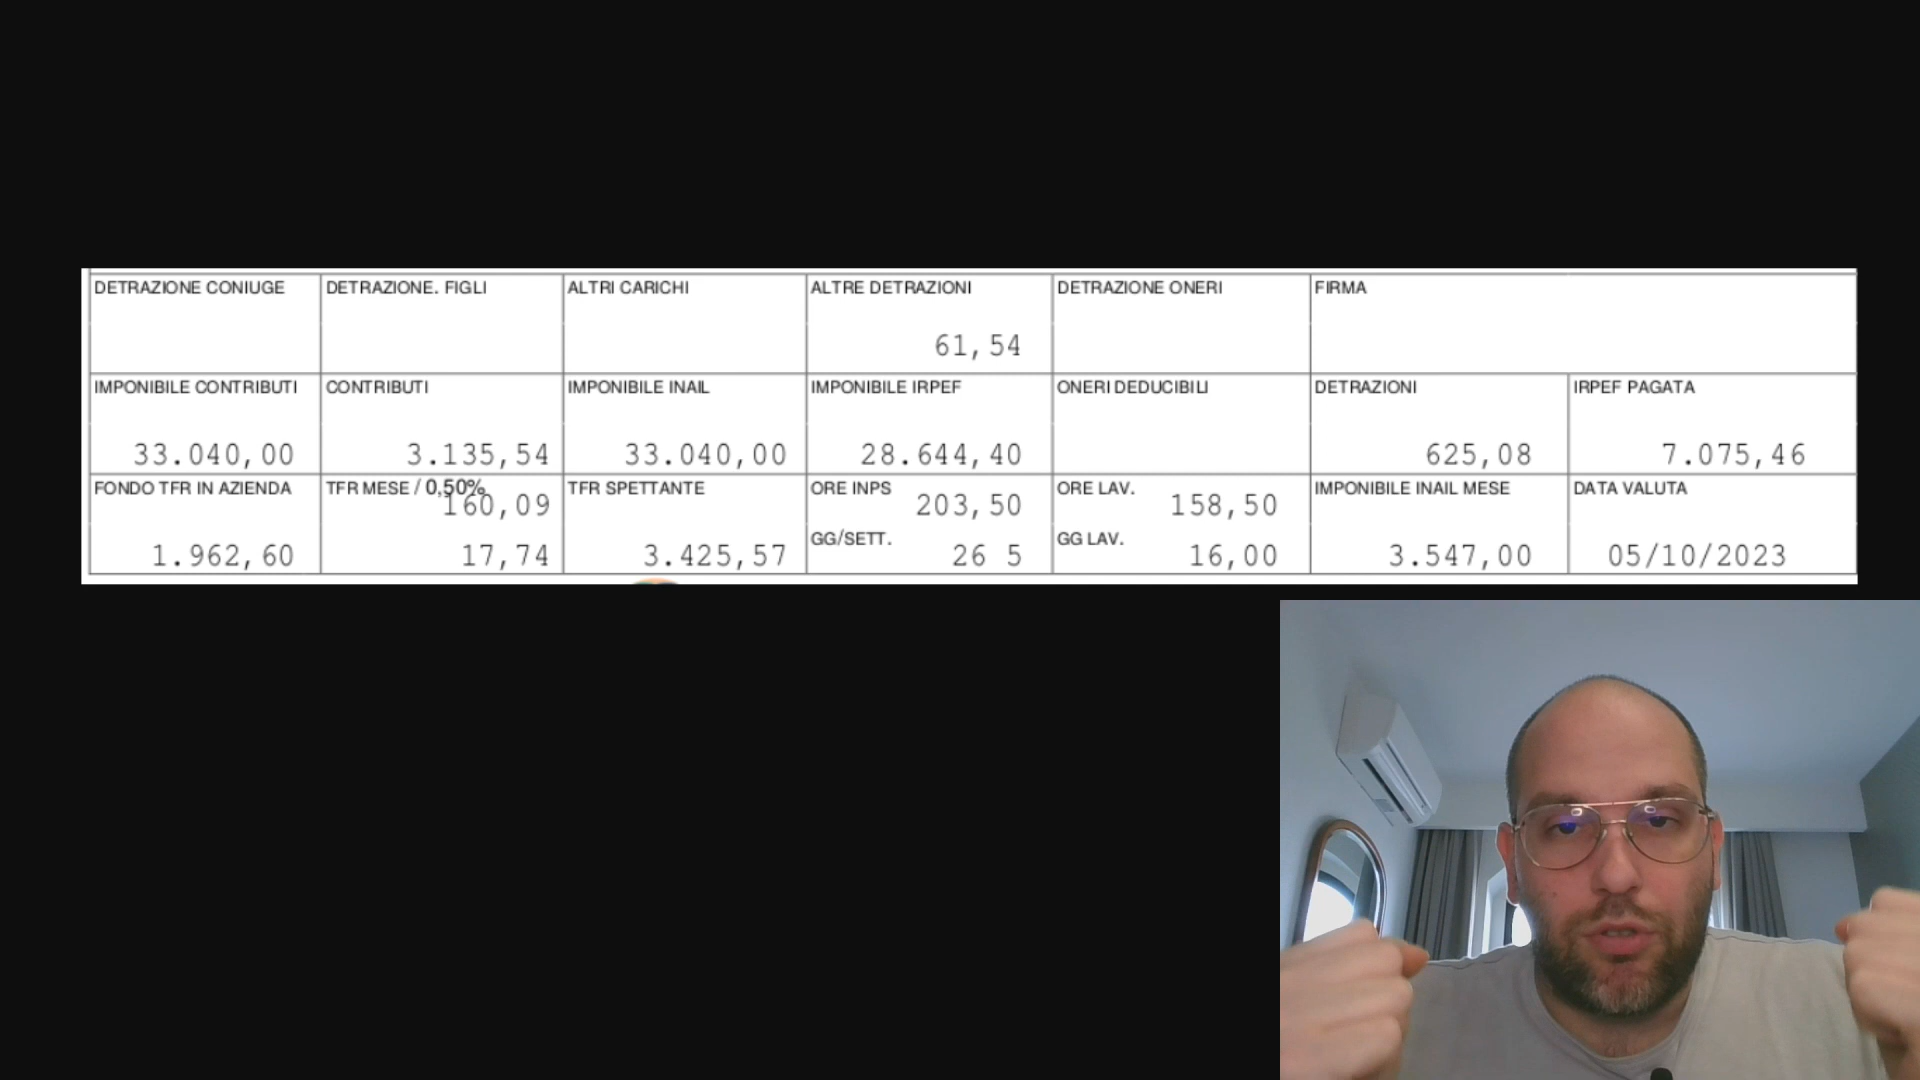 DETRAZIONE CONIUGE DETRAZIONE. FIGLI ALTRI CARICHI ALTRE DETRAZIONI DETRAZIONE ONERI FIRMA
61,54
IMPONIBILE CONTRIBUTI CONTRIBUTI IMPONIBILE INAIL IMPONIBILE IRPEF ONERI DEDUCIBILI DETRAZIONI IRPEF PAGATA
33.040,00 3.135,54 33.040,00 28.644,40 625,08 7.075,46
FONDO TFR IN AZIENDA TFR MESE / 0,50% TFR SPETTANTE ORE INPS ORE LAV. IMPONIBILE INAIL MESE DATA VALUTA
160,09 203,50 158,50
GG/SETT. GG LAV.
1.962,60 17,74 3.425,57 26 5 16,00 3.547,00 05/10/2023